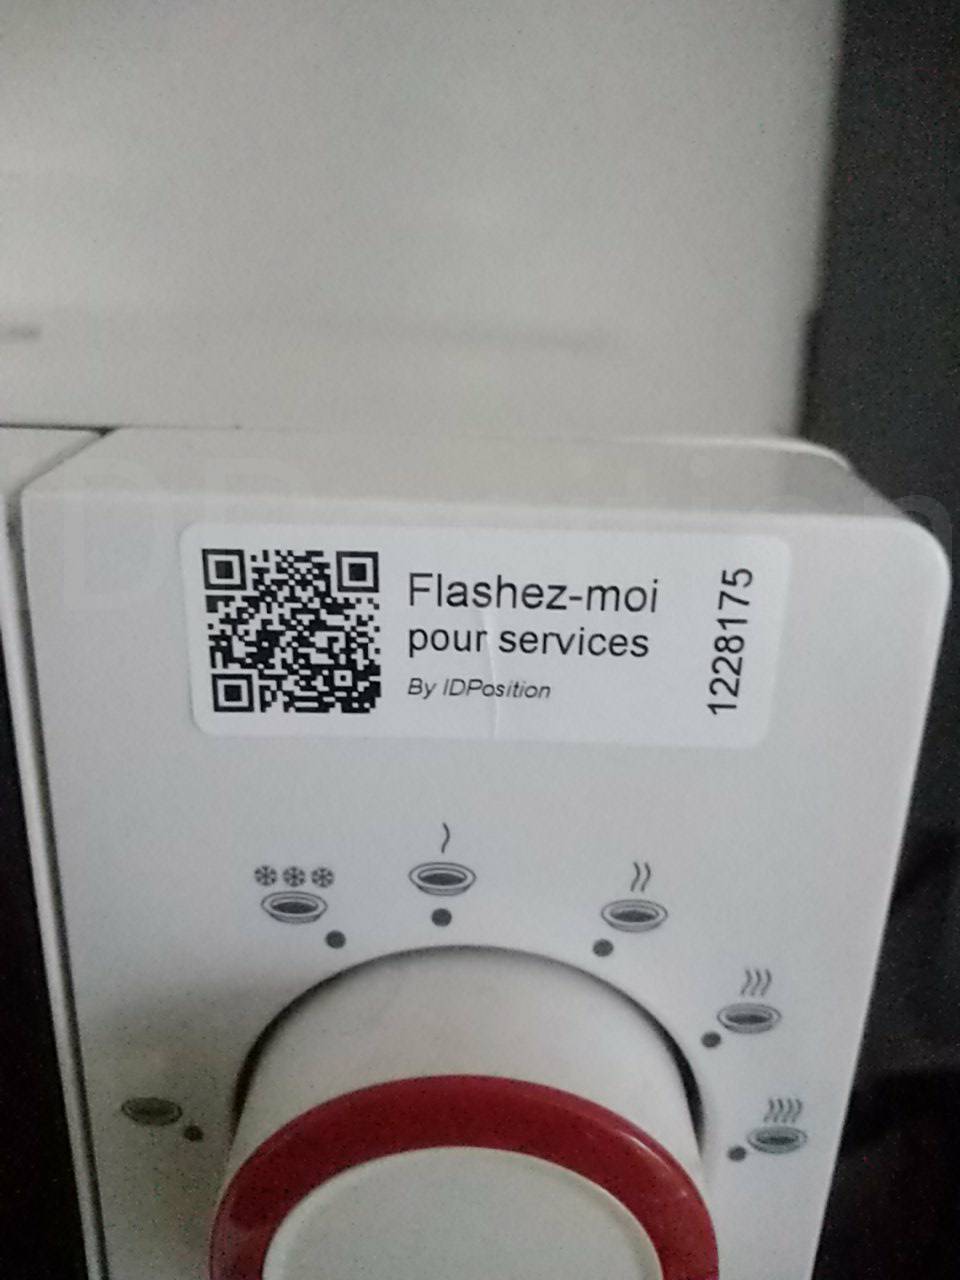 Flashez-moi
pour services
By IDPosition
1228175